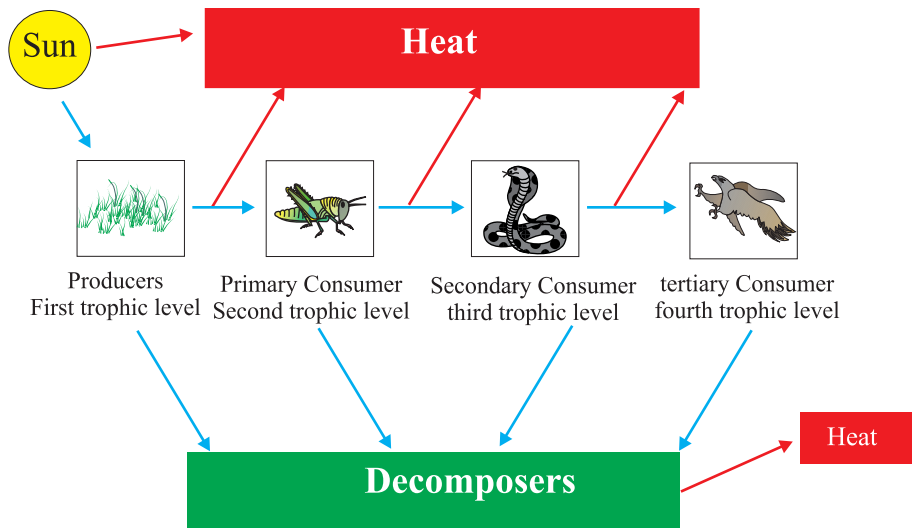 Sun
Heat
Producers
First trophic level
Primary Consumer
Second trophic level
Secondary Consumer
third trophic level
tertiary Consumer
fourth trophic level
Heat
Decomposers